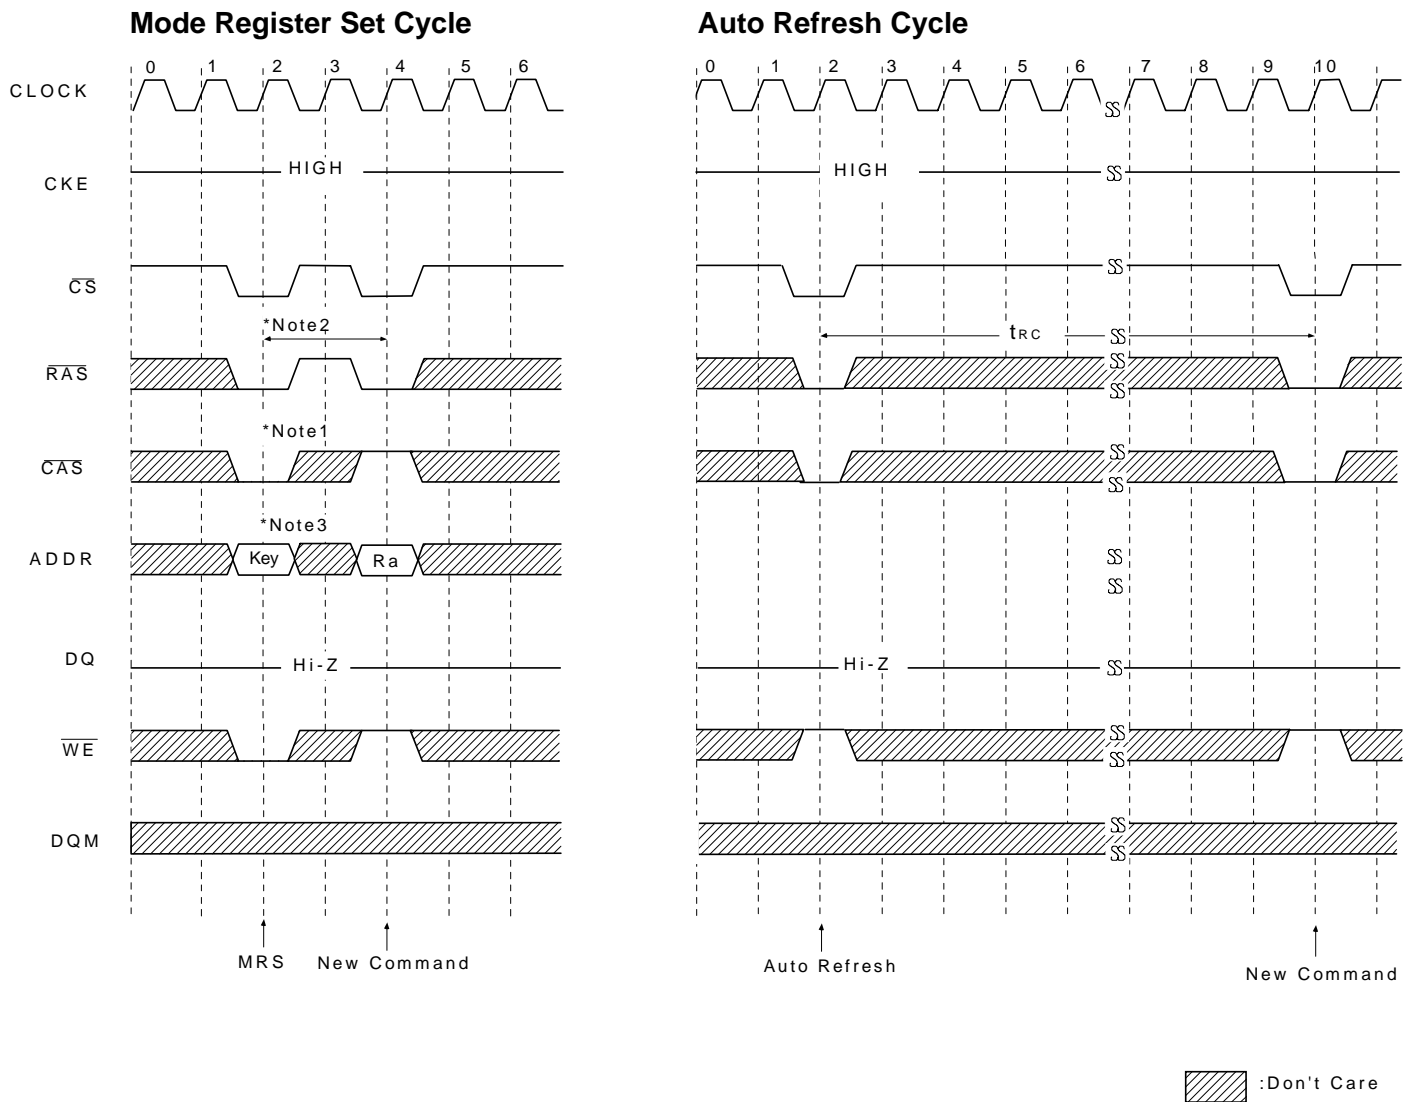 Mode Register Set Cycle
Auto Refresh Cycle
0 1 2 3 4 5 6
0 1 2 3 4 5 6 7 8 9 10
CLOCK
CKE
HIGH
HIGH
CS
*Note2
tRC
RAS
*Note1
CAS
*Note3
ADDR
Key
Ra
DQ
Hi-Z
Hi-Z
WE
DQM
MRS
New Command
Auto Refresh
New Command
:Don't Care